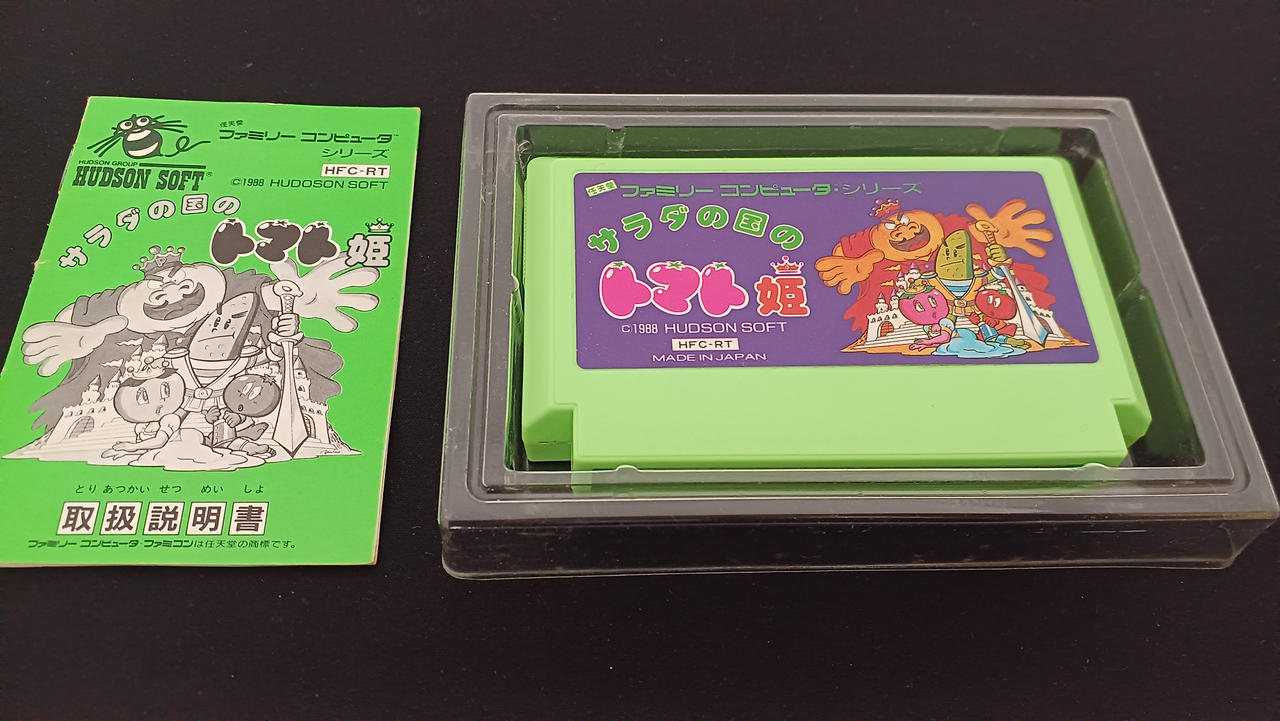 HUDSON GROUP
HUDSON SOFT®
任天堂
ファミリー コンピュータ™
シリーズ
HFC-RT
©1988 HUDOSON SOFT
サラダの国の
トマト姫
とり あつかい せつ めい しょ
取扱説明書
ファミリー コンピュータ・ファミコンは任天堂の商標です。
任天堂
ファミリー コンピュータ:シリーズ
サラダの国の
トマト姫
©1988 HUDSON SOFT
HFC-RT
MADE IN JAPAN